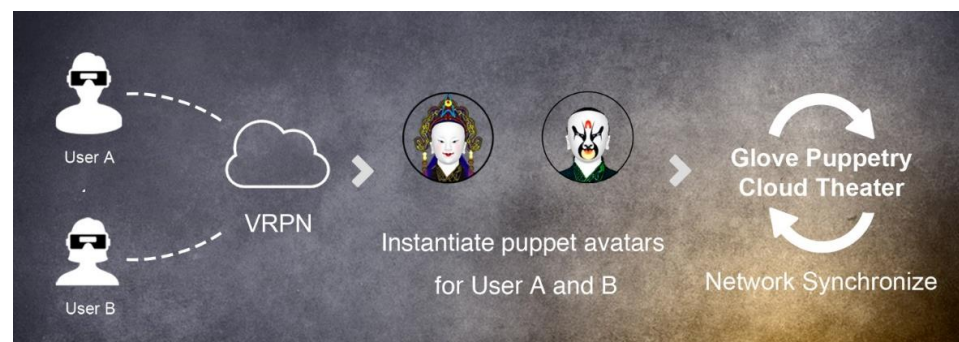 User A
User B
VRPN
Instantiate puppet avatars
for User A and B
Glove Puppetry
Cloud Theater
Network Synchronize